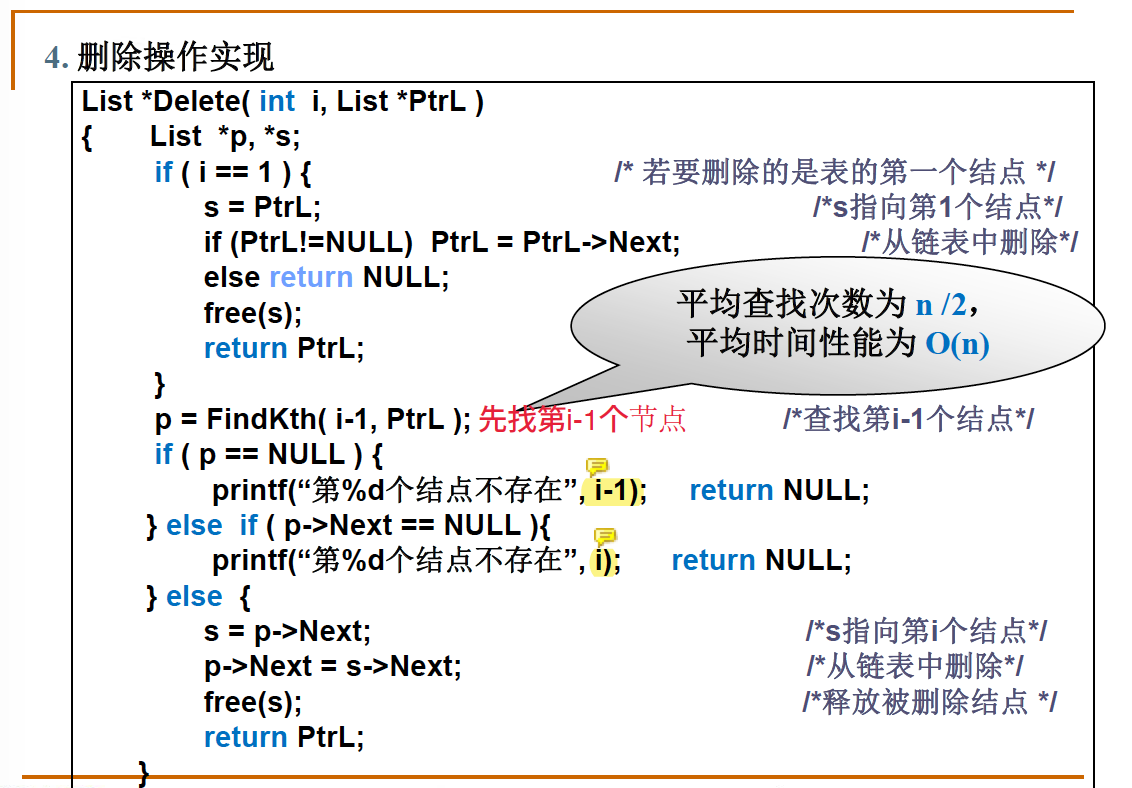 4. 删除操作实现
List *Delete( int i, List *PtrL )
{ List *p, *s;
if ( i == 1 ) { /* 若要删除的是表的第一个结点 */
s = PtrL; /*s指向第1个结点*/
if (PtrL!=NULL) PtrL = PtrL->Next; /*从链表中删除*/
else return NULL;
free(s);
return PtrL;
}
平均查找次数为 n /2，
平均时间性能为 O(n)
p = FindKth( i-1, PtrL ); 先找第i-1个节点 /*查找第i-1个结点*/
if ( p == NULL ) {
printf(“第%d个结点不存在”, i-1); return NULL;
} else if ( p->Next == NULL ){
printf(“第%d个结点不存在”, i); return NULL;
} else {
s = p->Next; /*s指向第i个结点*/
p->Next = s->Next; /*从链表中删除*/
free(s); /*释放被删除结点 */
return PtrL;
}